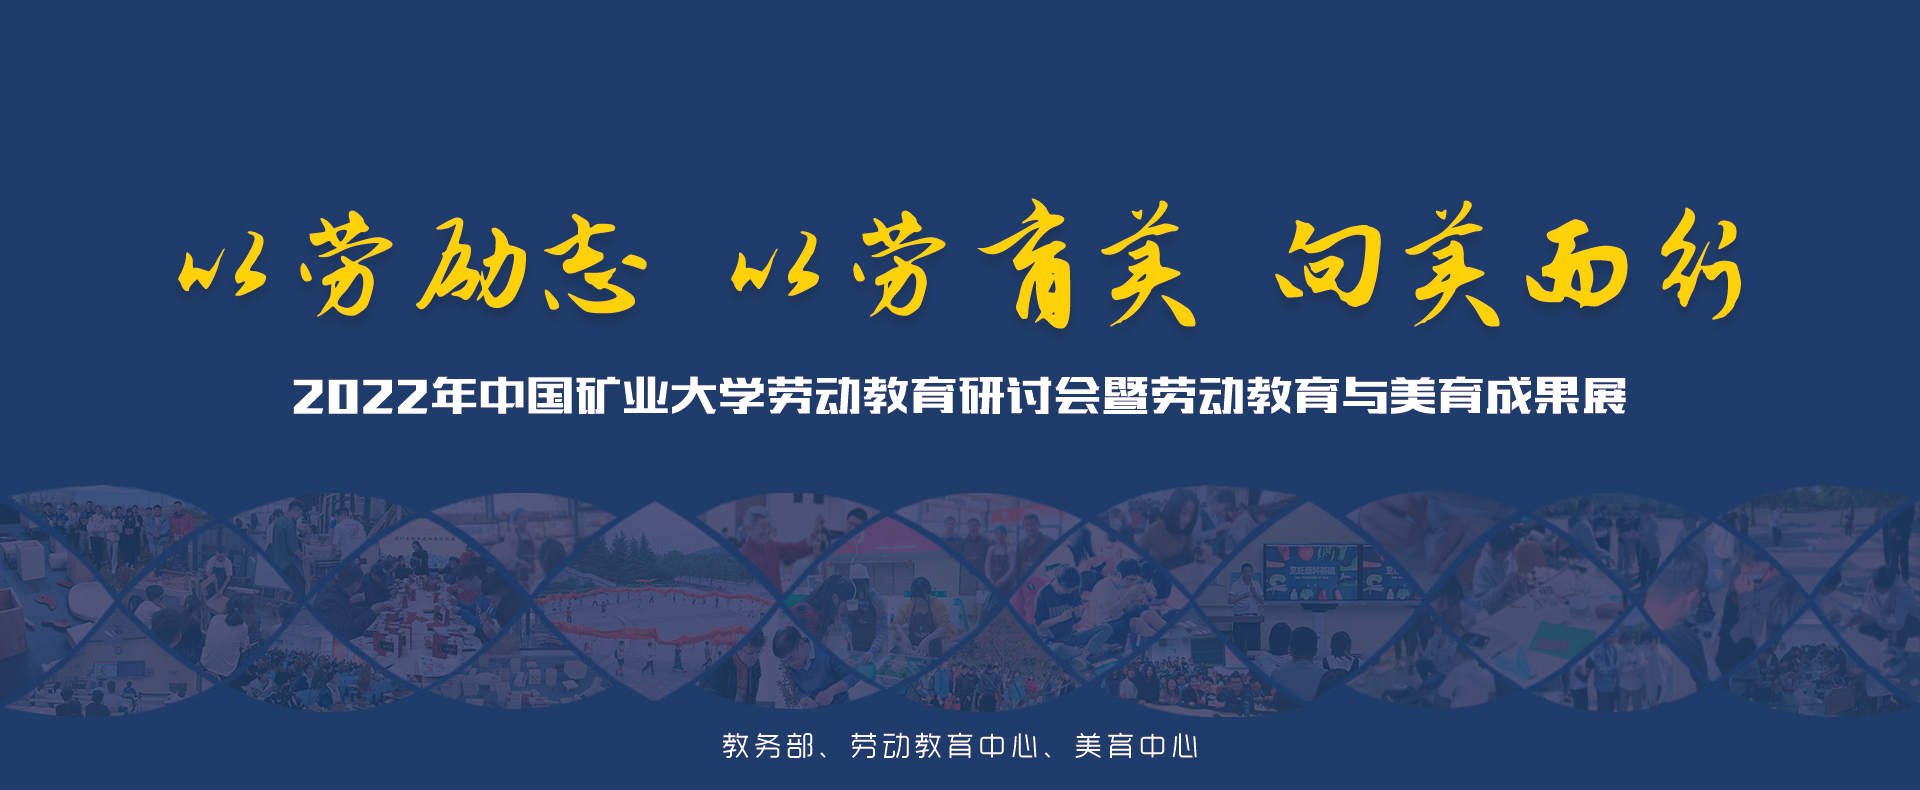 以劳励志 以劳育美 向美而行
2022年中国矿业大学劳动教育研讨会暨劳动教育与美育成果展
教务部、劳动教育中心、美育中心